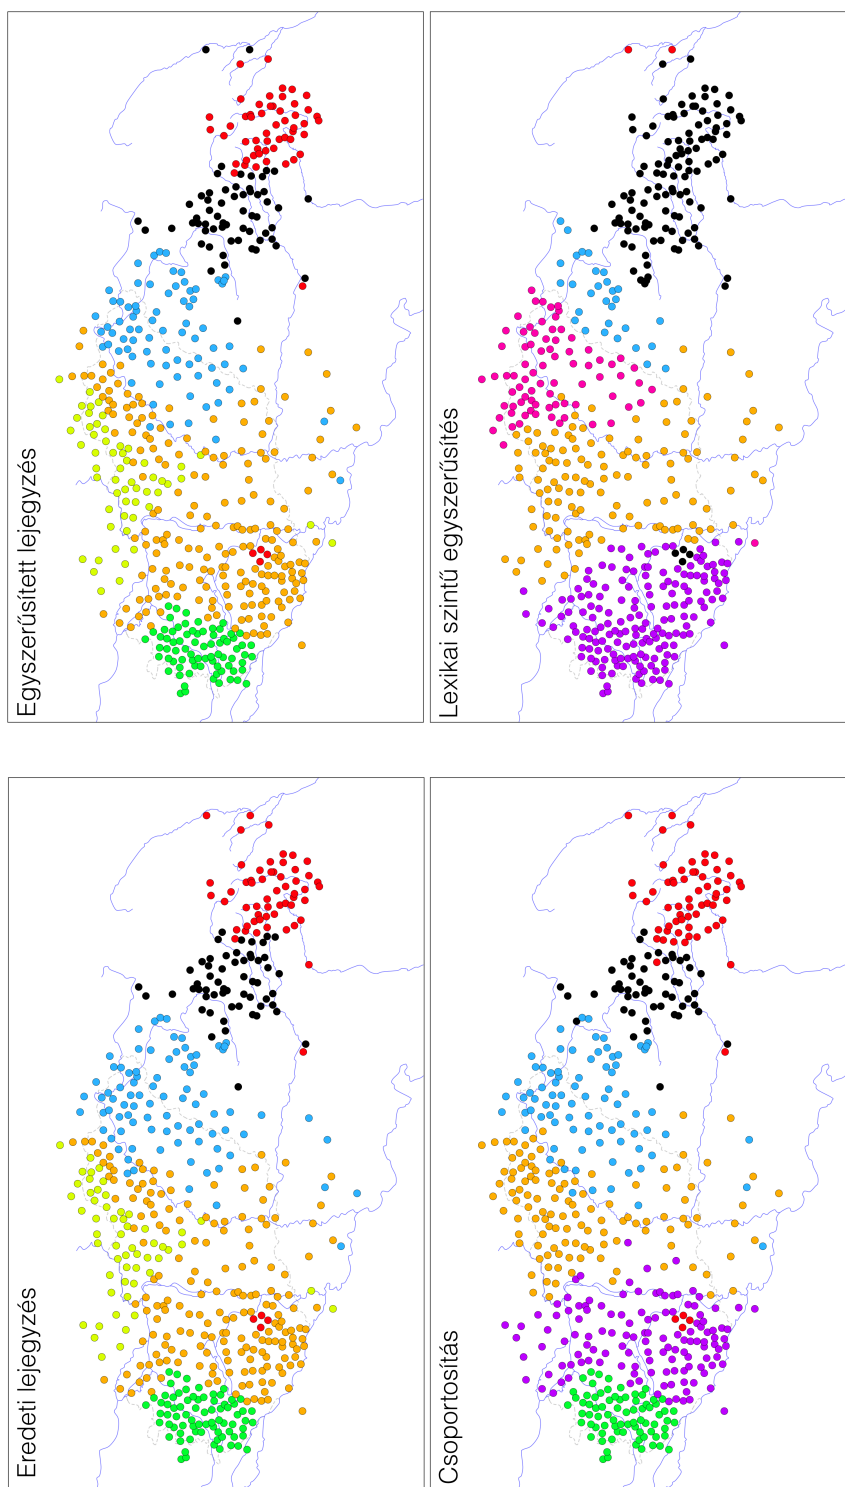 Eredeti lejegyzés
Egyszerűsített lejegyzés
Csoportosítás
Lexikai szintű egyszerűsítés